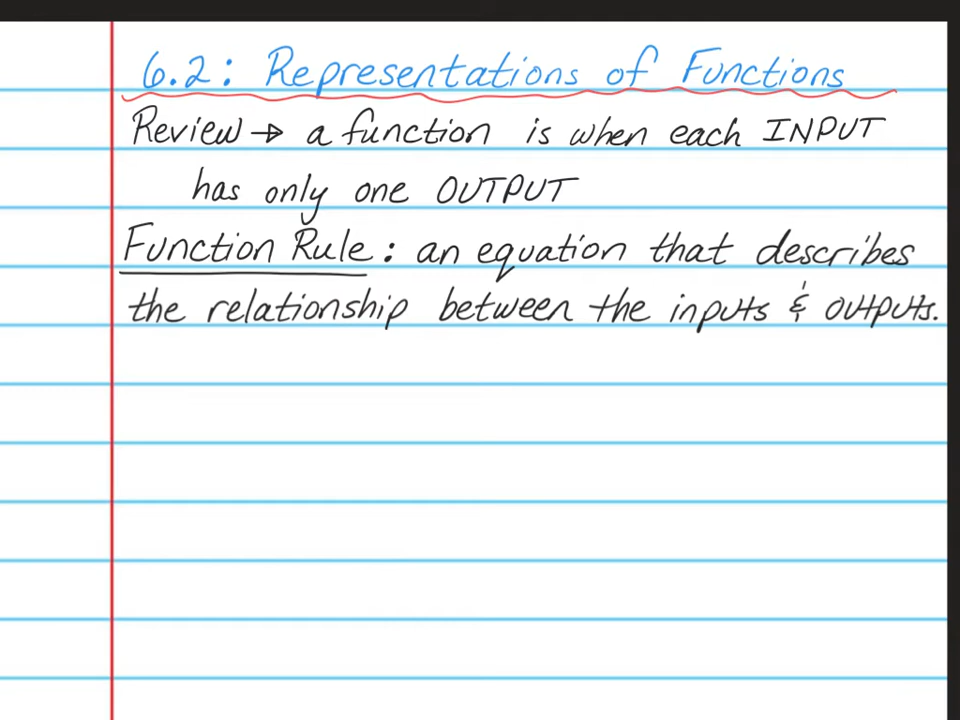 6.2: Representations of Functions
Review → a function is when each INPUT
has only one OUTPUT
Function Rule: an equation that describes
the relationship between the inputs & outputs.